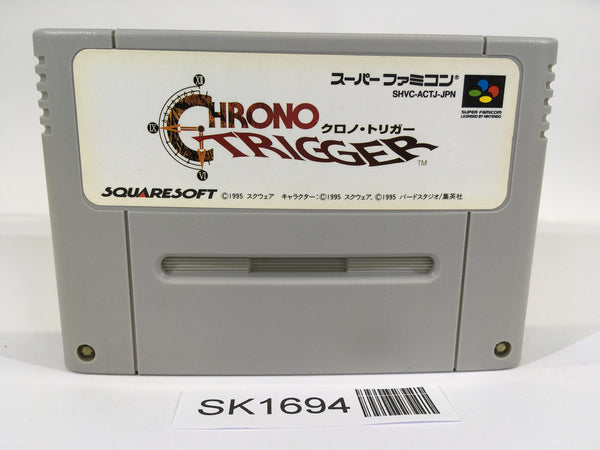 XII
IX
VI
CHRONO
TRIGGER
クロノ・トリガー
TM
スーパーファミコン®
SHVC-ACTJ-JPN
SUPER FAMICOM
LICENSED BY NINTENDO
SQUARESOFT
©1995 スクウェア キャラクター:©1995 スクウェア, ©1995 バードスタジオ/集英社
SK1694